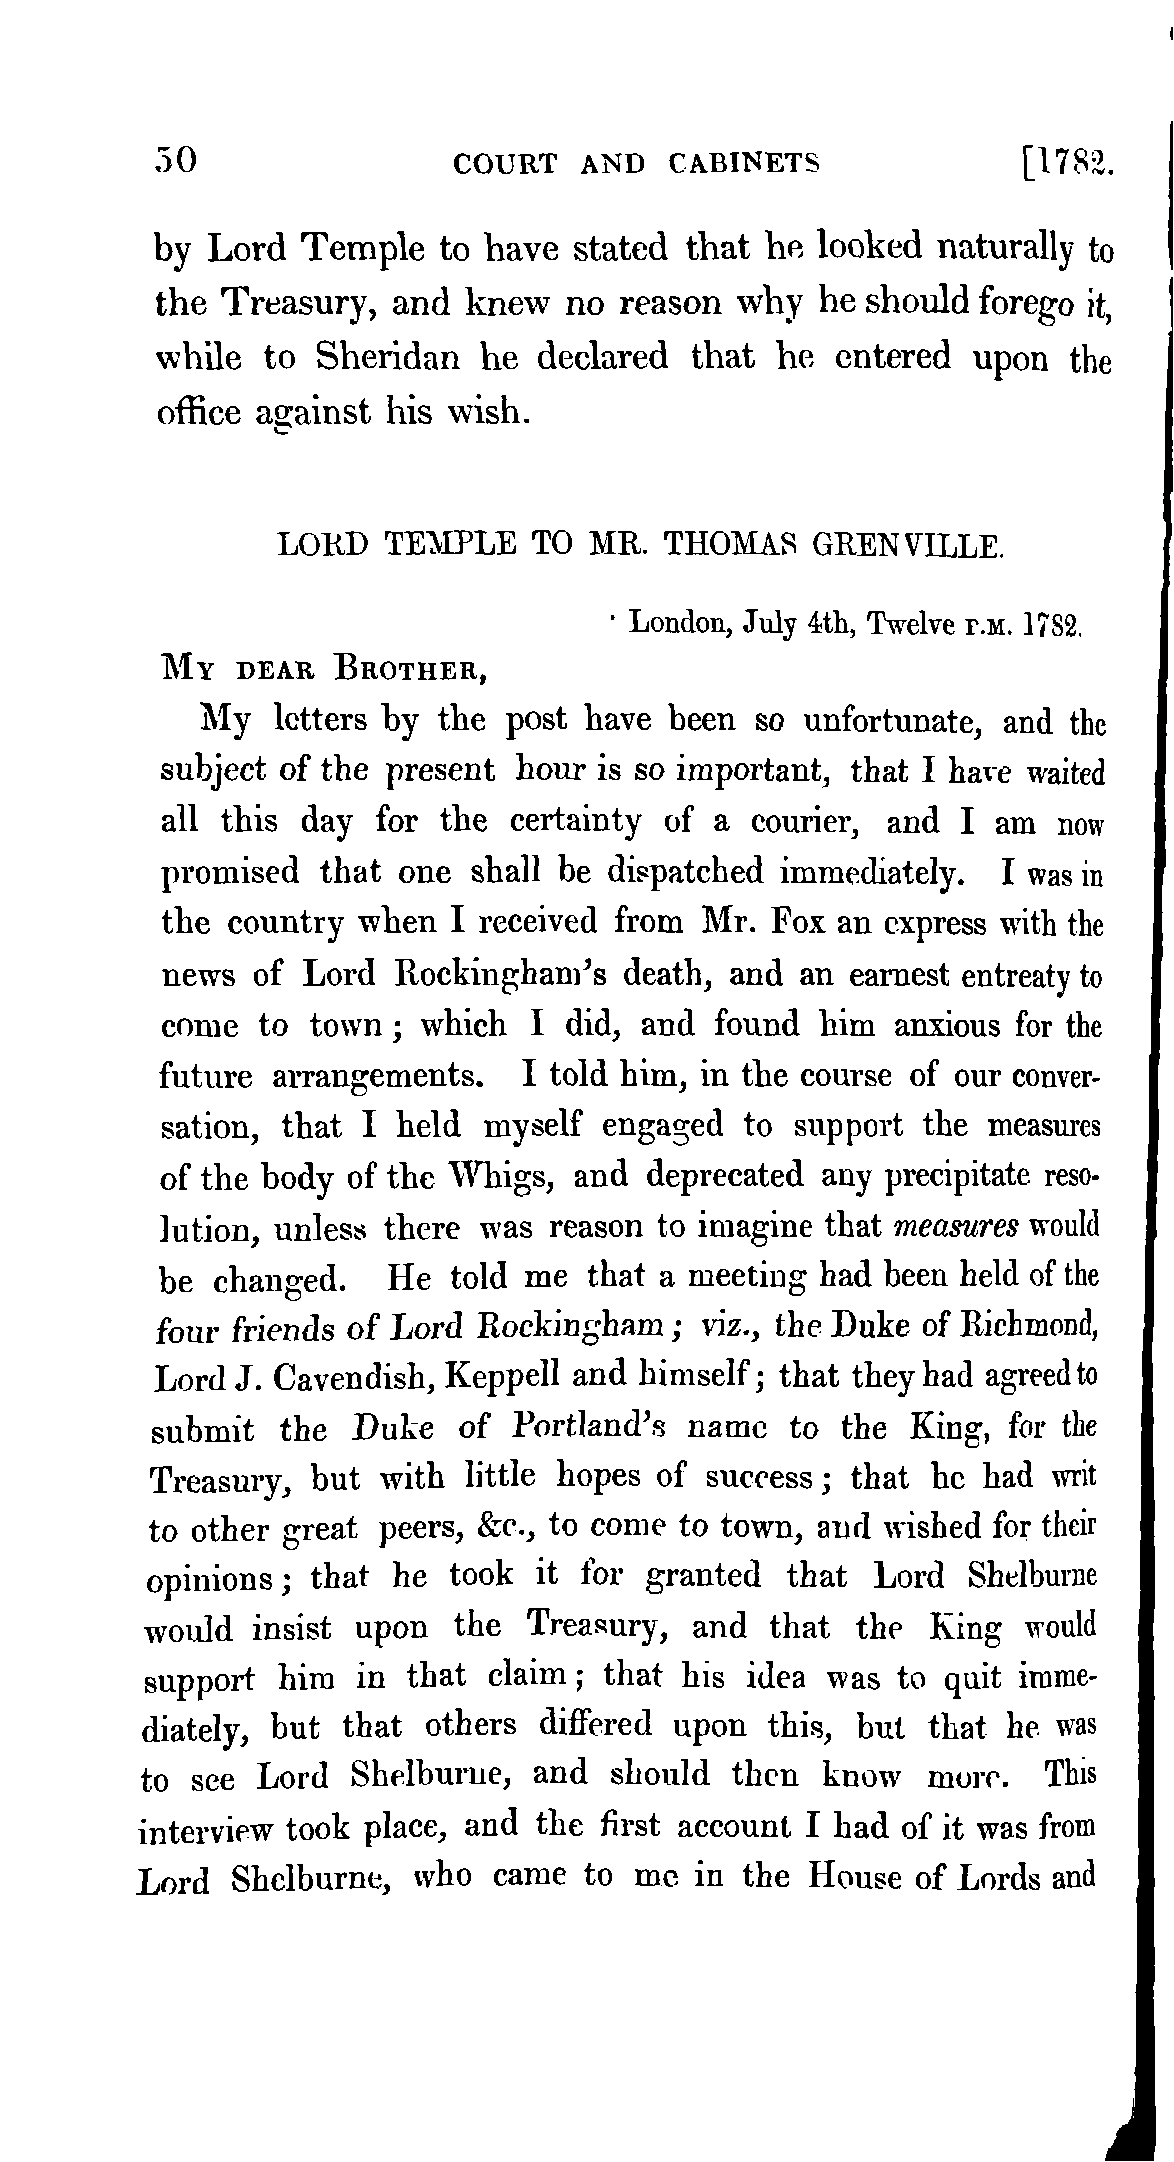 50 COURT AND CABINETS [1782.
by Lord Temple to have stated that he looked naturally to
the Treasury, and knew no reason why he should forego it,
while to Sheridan he declared that he entered upon the
office against his wish.
LORD TEMPLE TO MR. THOMAS GRENVILLE.
London, July 4th, Twelve P.M. 1782.
MY DEAR BROTHER,
My letters by the post have been so unfortunate, and the
subject of the present hour is so important, that I have waited
all this day for the certainty of a courier, and I am now
promised that one shall be dispatched immediately. I was in
the country when I received from Mr. Fox an express with the
news of Lord Rockingham's death, and an earnest entreaty to
come to town; which I did, and found him anxious for the
future arrangements. I told him, in the course of our conver-
sation, that I held myself engaged to support the measures
of the body of the Whigs, and deprecated any precipitate reso-
lution, unless there was reason to imagine that measures would
be changed. He told me that a meeting had been held of the
four friends of Lord Rockingham; viz., the Duke of Richmond,
Lord J. Cavendish, Keppell and himself; that they had agreed to
submit the Duke of Portland's name to the King, for the
Treasury, but with little hopes of success; that he had writ
to other great peers, &c., to come to town, and wished for their
opinions; that he took it for granted that Lord Shelburne
would insist upon the Treasury, and that the King would
support him in that claim; that his idea was to quit imme-
diately, but that others differed upon this, but that he was
to see Lord Shelburne, and should then know more. This
interview took place, and the first account I had of it was from
Lord Shelburne, who came to me in the House of Lords and